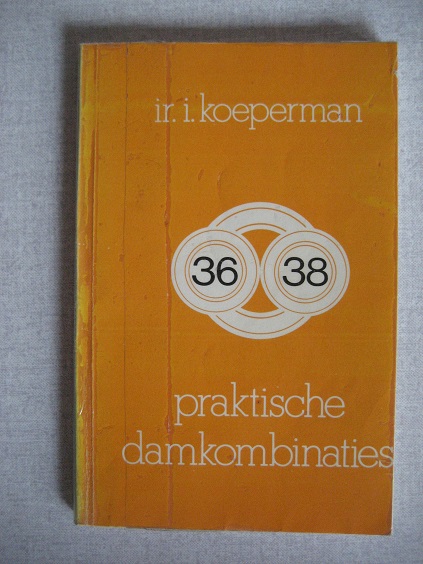 ir. i. koeperman
36 38
praktische
damkombinaties